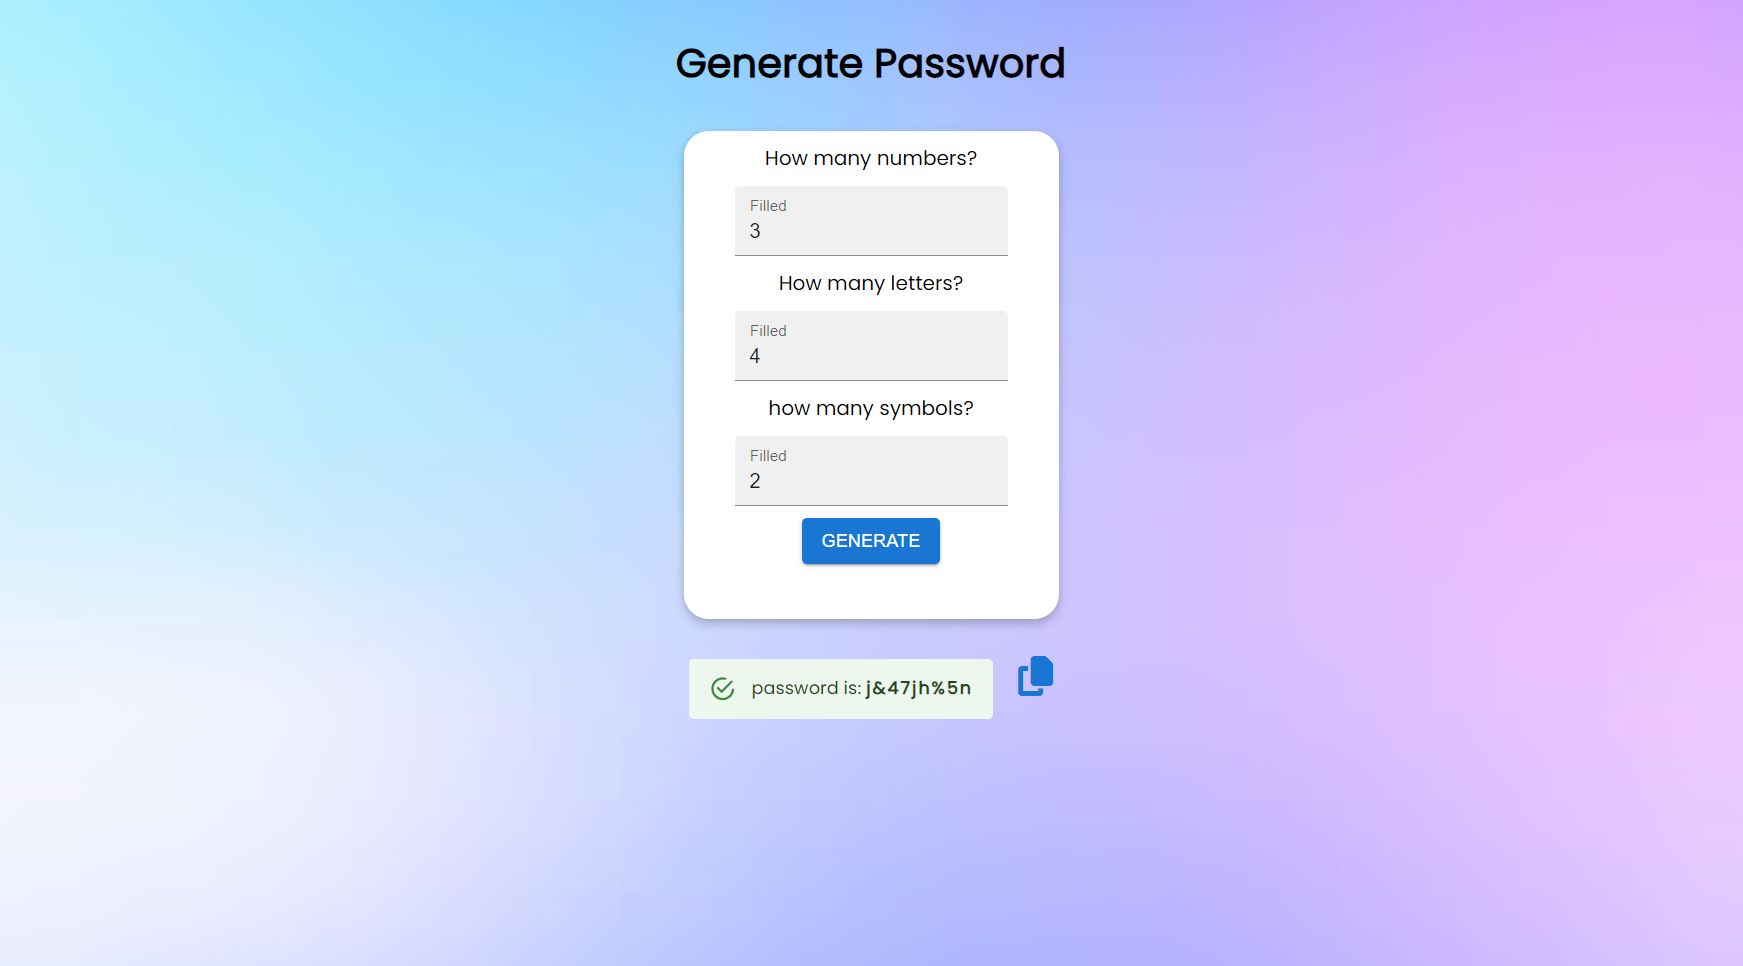 Generate Password
How many numbers?
Filled
3
How many letters?
Filled
4
how many symbols?
Filled
2
GENERATE
password is: j&47jh%5n